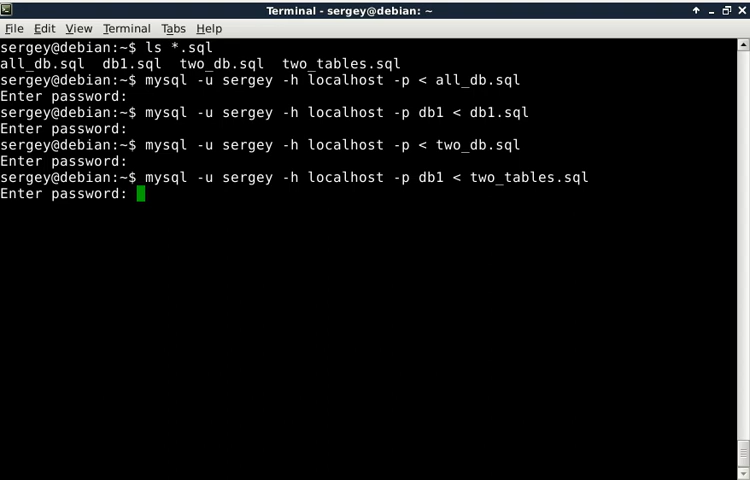 Terminal - sergey@debian: ~
File Edit View Terminal Tabs Help
sergey@debian:~$ ls *.sql
all_db.sql  db1.sql  two_db.sql  two_tables.sql
sergey@debian:~$ mysql -u sergey -h localhost -p < all_db.sql
Enter password:
sergey@debian:~$ mysql -u sergey -h localhost -p db1 < db1.sql
Enter password:
sergey@debian:~$ mysql -u sergey -h localhost -p < two_db.sql
Enter password:
sergey@debian:~$ mysql -u sergey -h localhost -p db1 < two_tables.sql
Enter password: